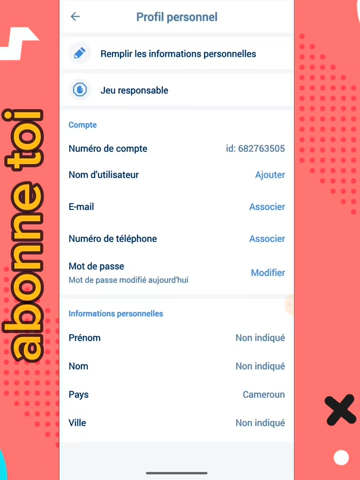 Profil personnel
Remplir les informations personnelles
Jeu responsable
Compte
Numéro de compte id: 682763505
Nom d'utilisateur Ajouter
E-mail Associer
Numéro de téléphone Associer
Mot de passe Modifier
Mot de passe modifié aujourd'hui
Informations personnelles
Prénom Non indiqué
Nom Non indiqué
Pays Cameroun
Ville Non indiqué
abonne toi